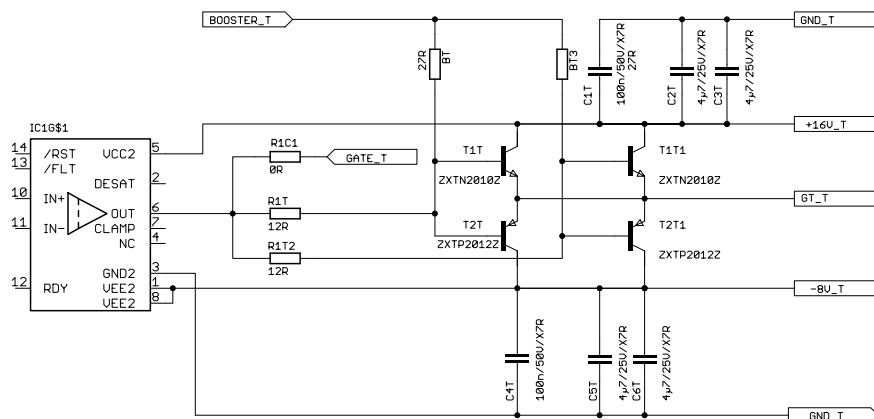 BOOSTER_T
GND_T
27R
BT
BT3
27R
C1T
100n/50V/X7R
C2T
4µ7/25V/X7R
C3T
4µ7/25V/X7R
+16V_T
IC1G$1
14 /RST
13 /FLT
10 IN+
11 IN-
12 RDY
VCC2 5
DESAT 2
OUT 6
CLAMP 7
NC 4
GND2 3
VEE2 1
VEE2 8
R1C1
0R
GATE_T
R1T
12R
R1T2
12R
T1T
ZXTN2010Z
T2T
ZXTP2012Z
T1T1
ZXTN2010Z
T2T1
ZXTP2012Z
GT_T
-8V_T
C4T
100n/50V/X7R
C5T
4µ7/25V/X7R
C6T
4µ7/25V/X7R
GND_T